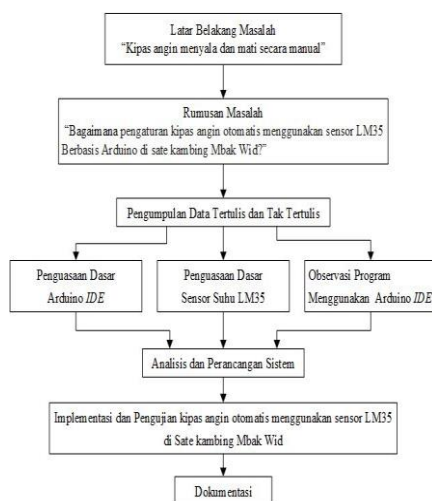 Latar Belakang Masalah
“Kipas angin menyala dan mati secara manual”
Rumusan Masalah
“Bagaimana pengaturan kipas angin otomatis menggunakan sensor LM35
Berbasis Arduino di sate kambing Mbak Wid?”
Pengumpulan Data Tertulis dan Tak Tertulis
Penguasaan Dasar
Arduino IDE
Penguasaan Dasar
Sensor Suhu LM35
Observasi Program
Menggunakan Arduino IDE
Analisis dan Perancangan Sistem
Implementasi dan Pengujian kipas angin otomatis menggunakan sensor LM35
di Sate kambing Mbak Wid
Dokumentasi